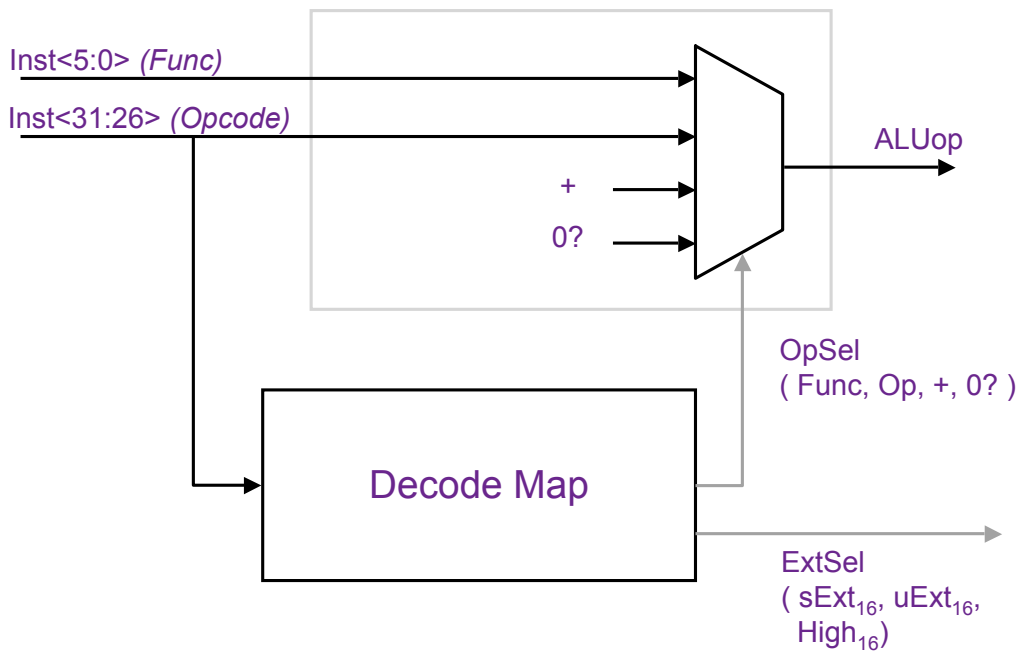 Inst<5:0> (Func)
Inst<31:26> (Opcode)
+
0?
ALUop
OpSel
( Func, Op, +, 0? )
Decode Map
ExtSel
( sExt₁₆, uExt₁₆,
High₁₆)